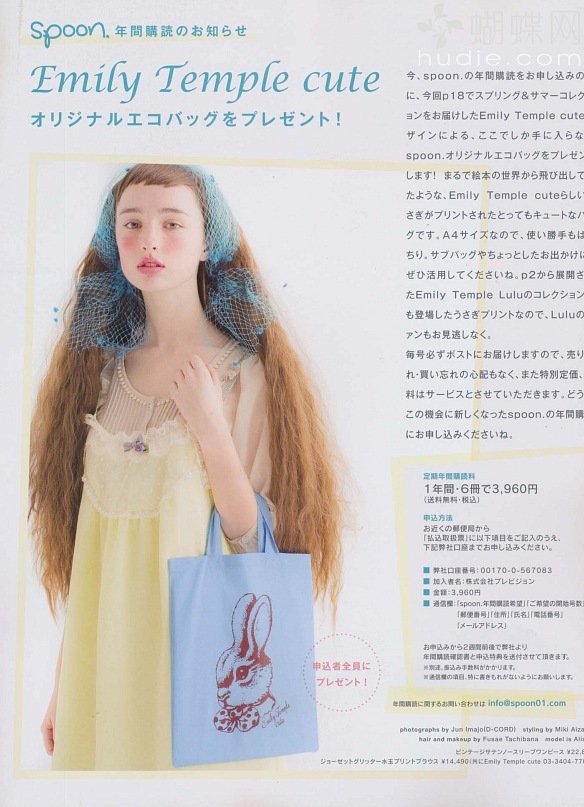 蝴蝶网
hudie.com
spoon. 年間購読のお知らせ
Emily Temple cute
オリジナルエコバッグをプレゼント！
今、spoon.の年間購読をお申し込みの
に、今回p18でスプリング&サマーコレク
ョンをお届けしたEmily Temple cute
ザインによる、ここでしか手に入らな
spoon.オリジナルエコバッグをプレゼン
します！ まるで絵本の世界から飛び出して
たような、Emily Temple cuteらしい
さぎがプリントされたとってもキュートなバ
グです。A4サイズなので、使い勝手もば
ちり。サブバッグやちょっとしたお出かけに
ぜひ活用してくださいね。p2から展開さ
たEmily Temple Luluのコレクション
も登場したうさぎプリントなので、Luluの
ァンもお見逃しなく。
毎号必ずポストにお届けしますので、売り
れ・買い忘れの心配もなく、また特別定価、
料はサービスとさせていただきます。どう
この機会に新しくなったspoon.の年間購
にお申し込みくださいね。
定期年間購読料
1年間・6冊で3,960円
（送料無料・税込）
申込方法
お近くの郵便局から
「払込取扱票」に以下項目をご記入のうえ、
下記弊社口座までお申し込みください。
■ 弊社口座番号：00170-0-567083
■ 加入者名：株式会社プレビジョン
■ 金額：3,960円
■ 通信欄：「spoon.年間購読希望」「ご希望の開始号数」
「郵便番号」「住所」「氏名」「電話番号」
「メールアドレス」
お申込みから2週間前後で弊社より
年間購読確認書と申込特典を送付させて頂きます。
※別途、振込み手数料がかかります。
※通信欄の項目、特に書きもれがないようにお願いします。
申込者全員に
プレゼント！
Emily Temple
cute
年間購読に関するお問い合わせは info@spoon01.com
photographs by Jun Imajo(D-CORD) styling by Miki Aiza
hair and makeup by Fusae Tachibana model is Alis
ビンテージサテンノースリーブワンピース ¥22,8
ジョーゼットグリッター水玉プリントブラウス ¥14,490(共にEmily Temple cute 03-3404-77